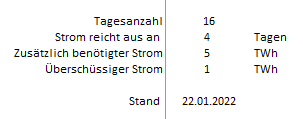 Tagesanzahl 16
Strom reicht aus an 4 Tagen
Zusätzlich benötigter Strom 5 TWh
Überschüssiger Strom 1 TWh
Stand 22.01.2022